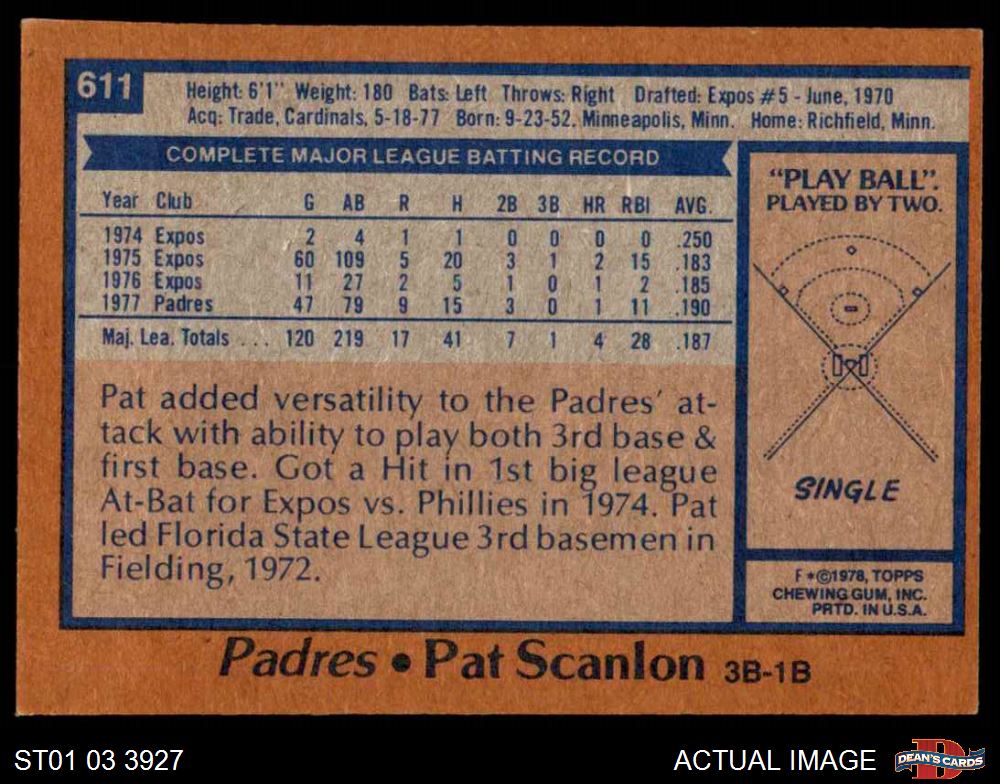 611
Height: 6'1" Weight: 180 Bats: Left Throws: Right Drafted: Expos #5 - June, 1970
Acq: Trade, Cardinals, 5-18-77 Born: 9-23-52, Minneapolis, Minn. Home: Richfield, Minn.
COMPLETE MAJOR LEAGUE BATTING RECORD
Year Club G AB R H 2B 3B HR RBI AVG.
1974 Expos 2 4 1 1 0 0 0 0 .250
1975 Expos 60 109 5 20 3 1 2 15 .183
1976 Expos 11 27 2 5 1 0 1 2 .185
1977 Padres 47 79 9 15 3 0 1 11 .190
Maj. Lea. Totals ... 120 219 17 41 7 1 4 28 .187
Pat added versatility to the Padres' at-
tack with ability to play both 3rd base &
first base. Got a Hit in 1st big league
At-Bat for Expos vs. Phillies in 1974. Pat
led Florida State League 3rd basemen in
Fielding, 1972.
"PLAY BALL".
PLAYED BY TWO.
SINGLE
F*©1978, TOPPS
CHEWING GUM, INC.
PRTD. IN U.S.A.
Padres • Pat Scanlon 3B-1B
ST01 03 3927
ACTUAL IMAGE
DEAN'S CARDS